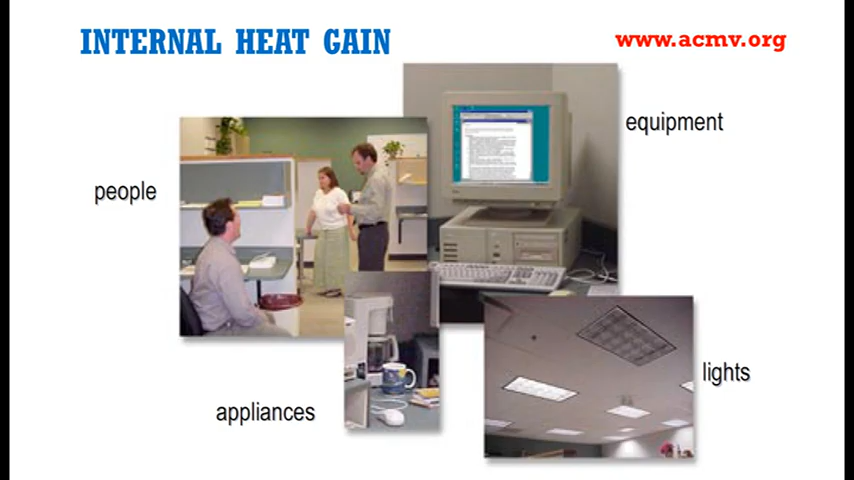 INTERNAL HEAT GAIN
www.acmv.org
equipment
people
lights
appliances